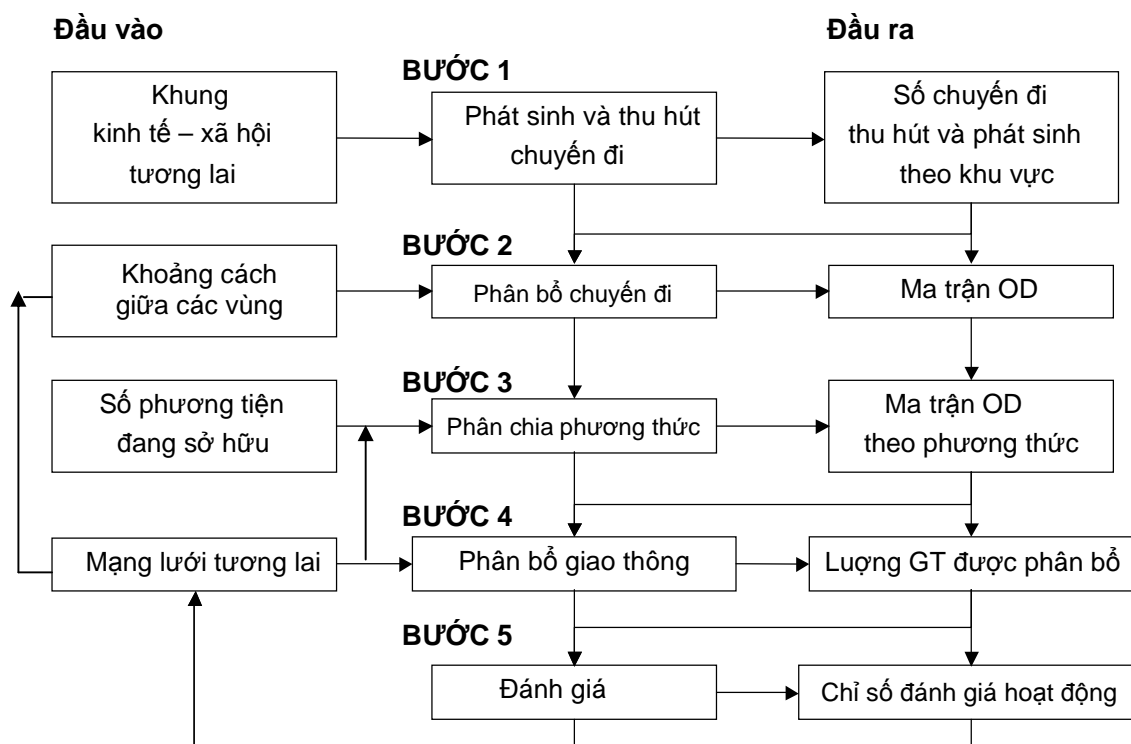 Đầu vào
Đầu ra
BƯỚC 1
Khung
kinh tế – xã hội
tương lai
Phát sinh và thu hút
chuyến đi
Số chuyến đi
thu hút và phát sinh
theo khu vực
BƯỚC 2
Khoảng cách
giữa các vùng
Phân bổ chuyến đi
Ma trận OD
BƯỚC 3
Số phương tiện
đang sở hữu
Phân chia phương thức
Ma trận OD
theo phương thức
BƯỚC 4
Mạng lưới tương lai
Phân bổ giao thông
Luợng GT được phân bổ
BƯỚC 5
Đánh giá
Chỉ số đánh giá hoạt động